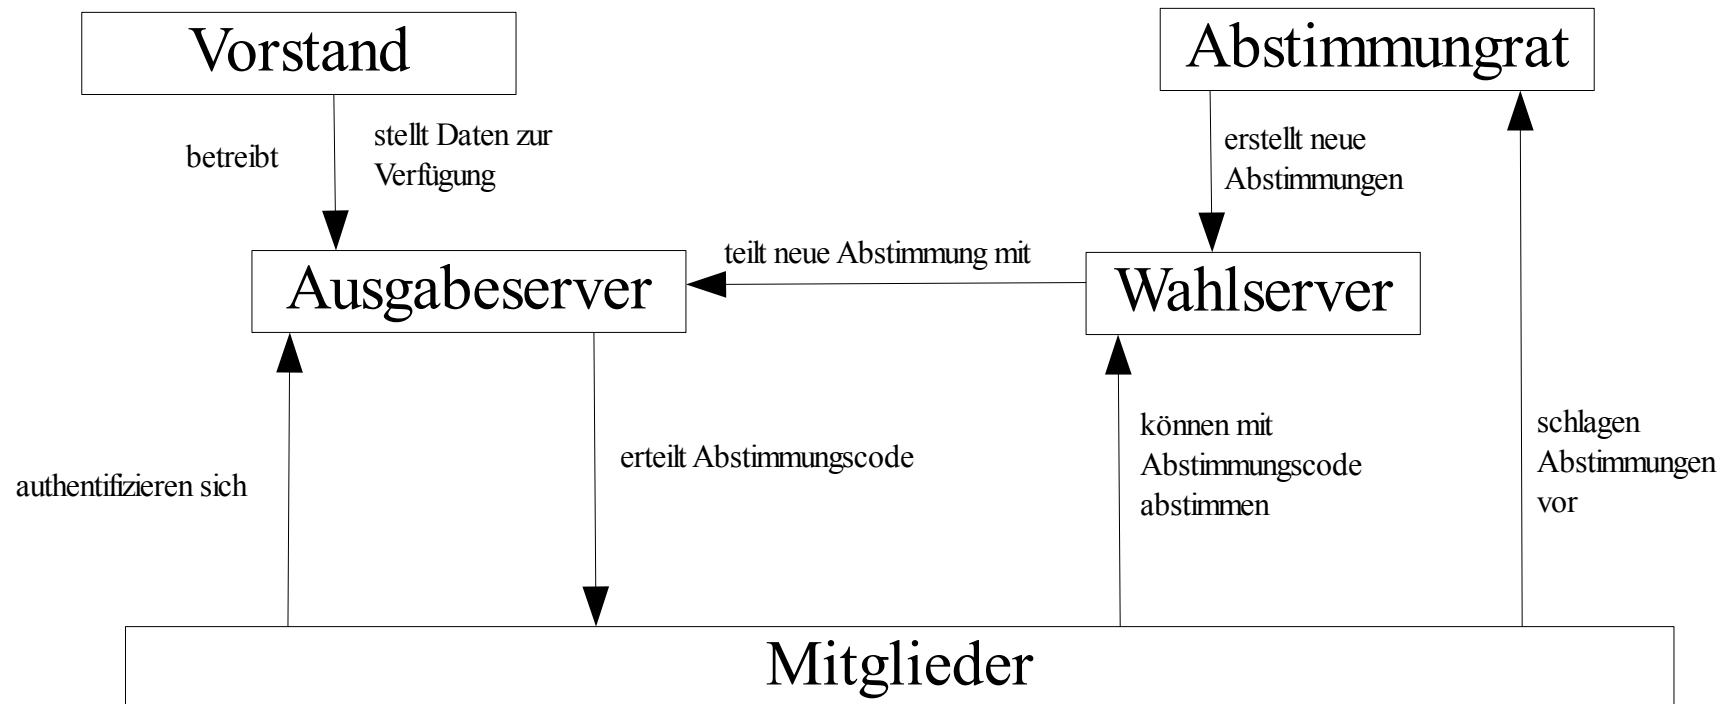 Vorstand
Abstimmungrat
betreibt
stellt Daten zur
Verfügung
erstellt neue
Abstimmungen
teilt neue Abstimmung mit
Ausgabeserver
Wahlserver
authentifizieren sich
erteilt Abstimmungscode
können mit
Abstimmungscode
abstimmen
schlagen
Abstimmungen
vor
Mitglieder